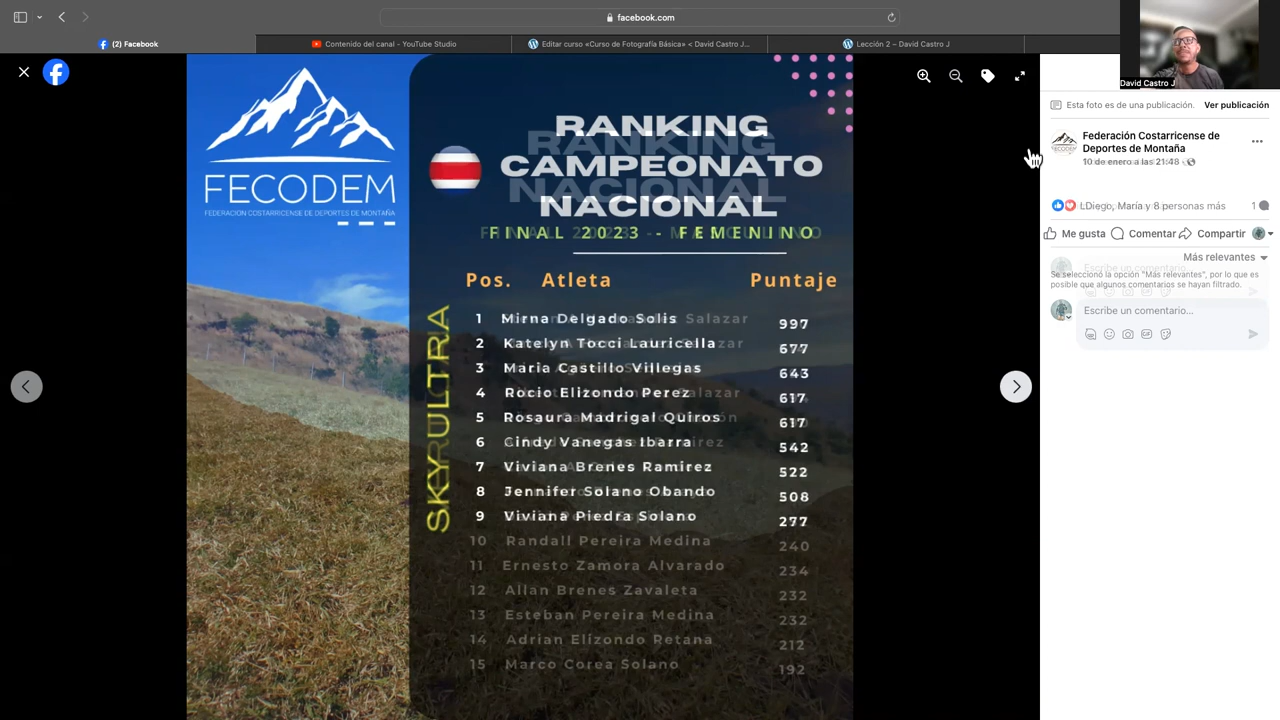 facebook.com
(2) Facebook
Contenido del canal - YouTube Studio
Editar curso «Curso de Fotografía Básica» < David Castro J...
Lección 2 – David Castro J
David Castro J
FECODEM
FEDERACIÓN COSTARRICENSE DE DEPORTES DE MONTAÑA
RANKING
CAMPEONATO
NACIONAL
FINAL 2023 - FEMENINO
Pos. Atleta Puntaje
SKYULTRA
1 Mirna Delgado Solis 997
2 Katelyn Tocci Lauricella 677
3 Maria Castillo Villegas 643
4 Rocio Elizondo Perez 617
5 Rosaura Madrigal Quiros 617
6 Cindy Vanegas Ibarra 542
7 Viviana Brenes Ramirez 522
8 Jennifer Solano Obando 508
9 Viviana Piedra Solano 277
10 Randall Pereira Medina 240
11 Ernesto Zamora Alvarado 234
12 Allan Brenes Zavaleta 232
13 Esteban Pereira Medina 232
14 Adrian Elizondo Retana 212
15 Marco Corea Solano 192
Esta foto es de una publicación. Ver publicación
Federación Costarricense de
Deportes de Montaña
10 de enero a las 21:48
Diego, María y 8 personas más 1
Me gusta Comentar Compartir
Más relevantes
Se seleccionó la opción "Más relevantes", por lo que es
posible que algunos comentarios se hayan filtrado.
Escribe un comentario...